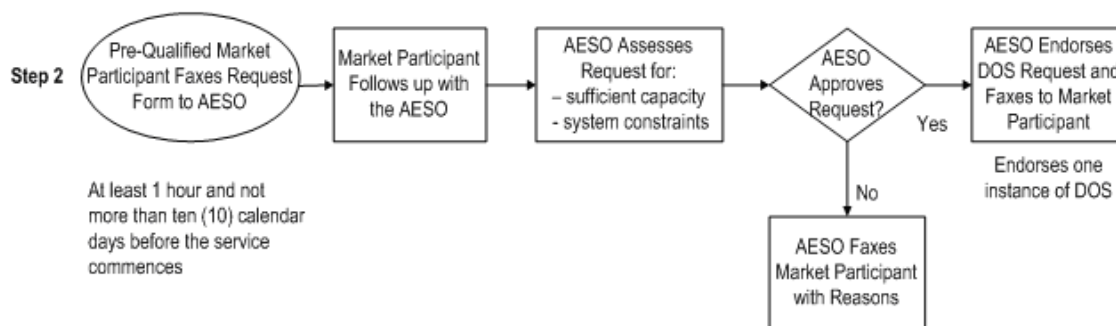 Step 2
Pre-Qualified Market
Participant Faxes Request
Form to AESO
At least 1 hour and not
more than ten (10) calendar
days before the service
commences
Market Participant
Follows up with
the AESO
AESO Assesses
Request for:
– sufficient capacity
- system constraints
AESO
Approves
Request?
Yes
No
AESO Endorses
DOS Request and
Faxes to Market
Participant
Endorses one
instance of DOS
AESO Faxes
Market Participant
with Reasons